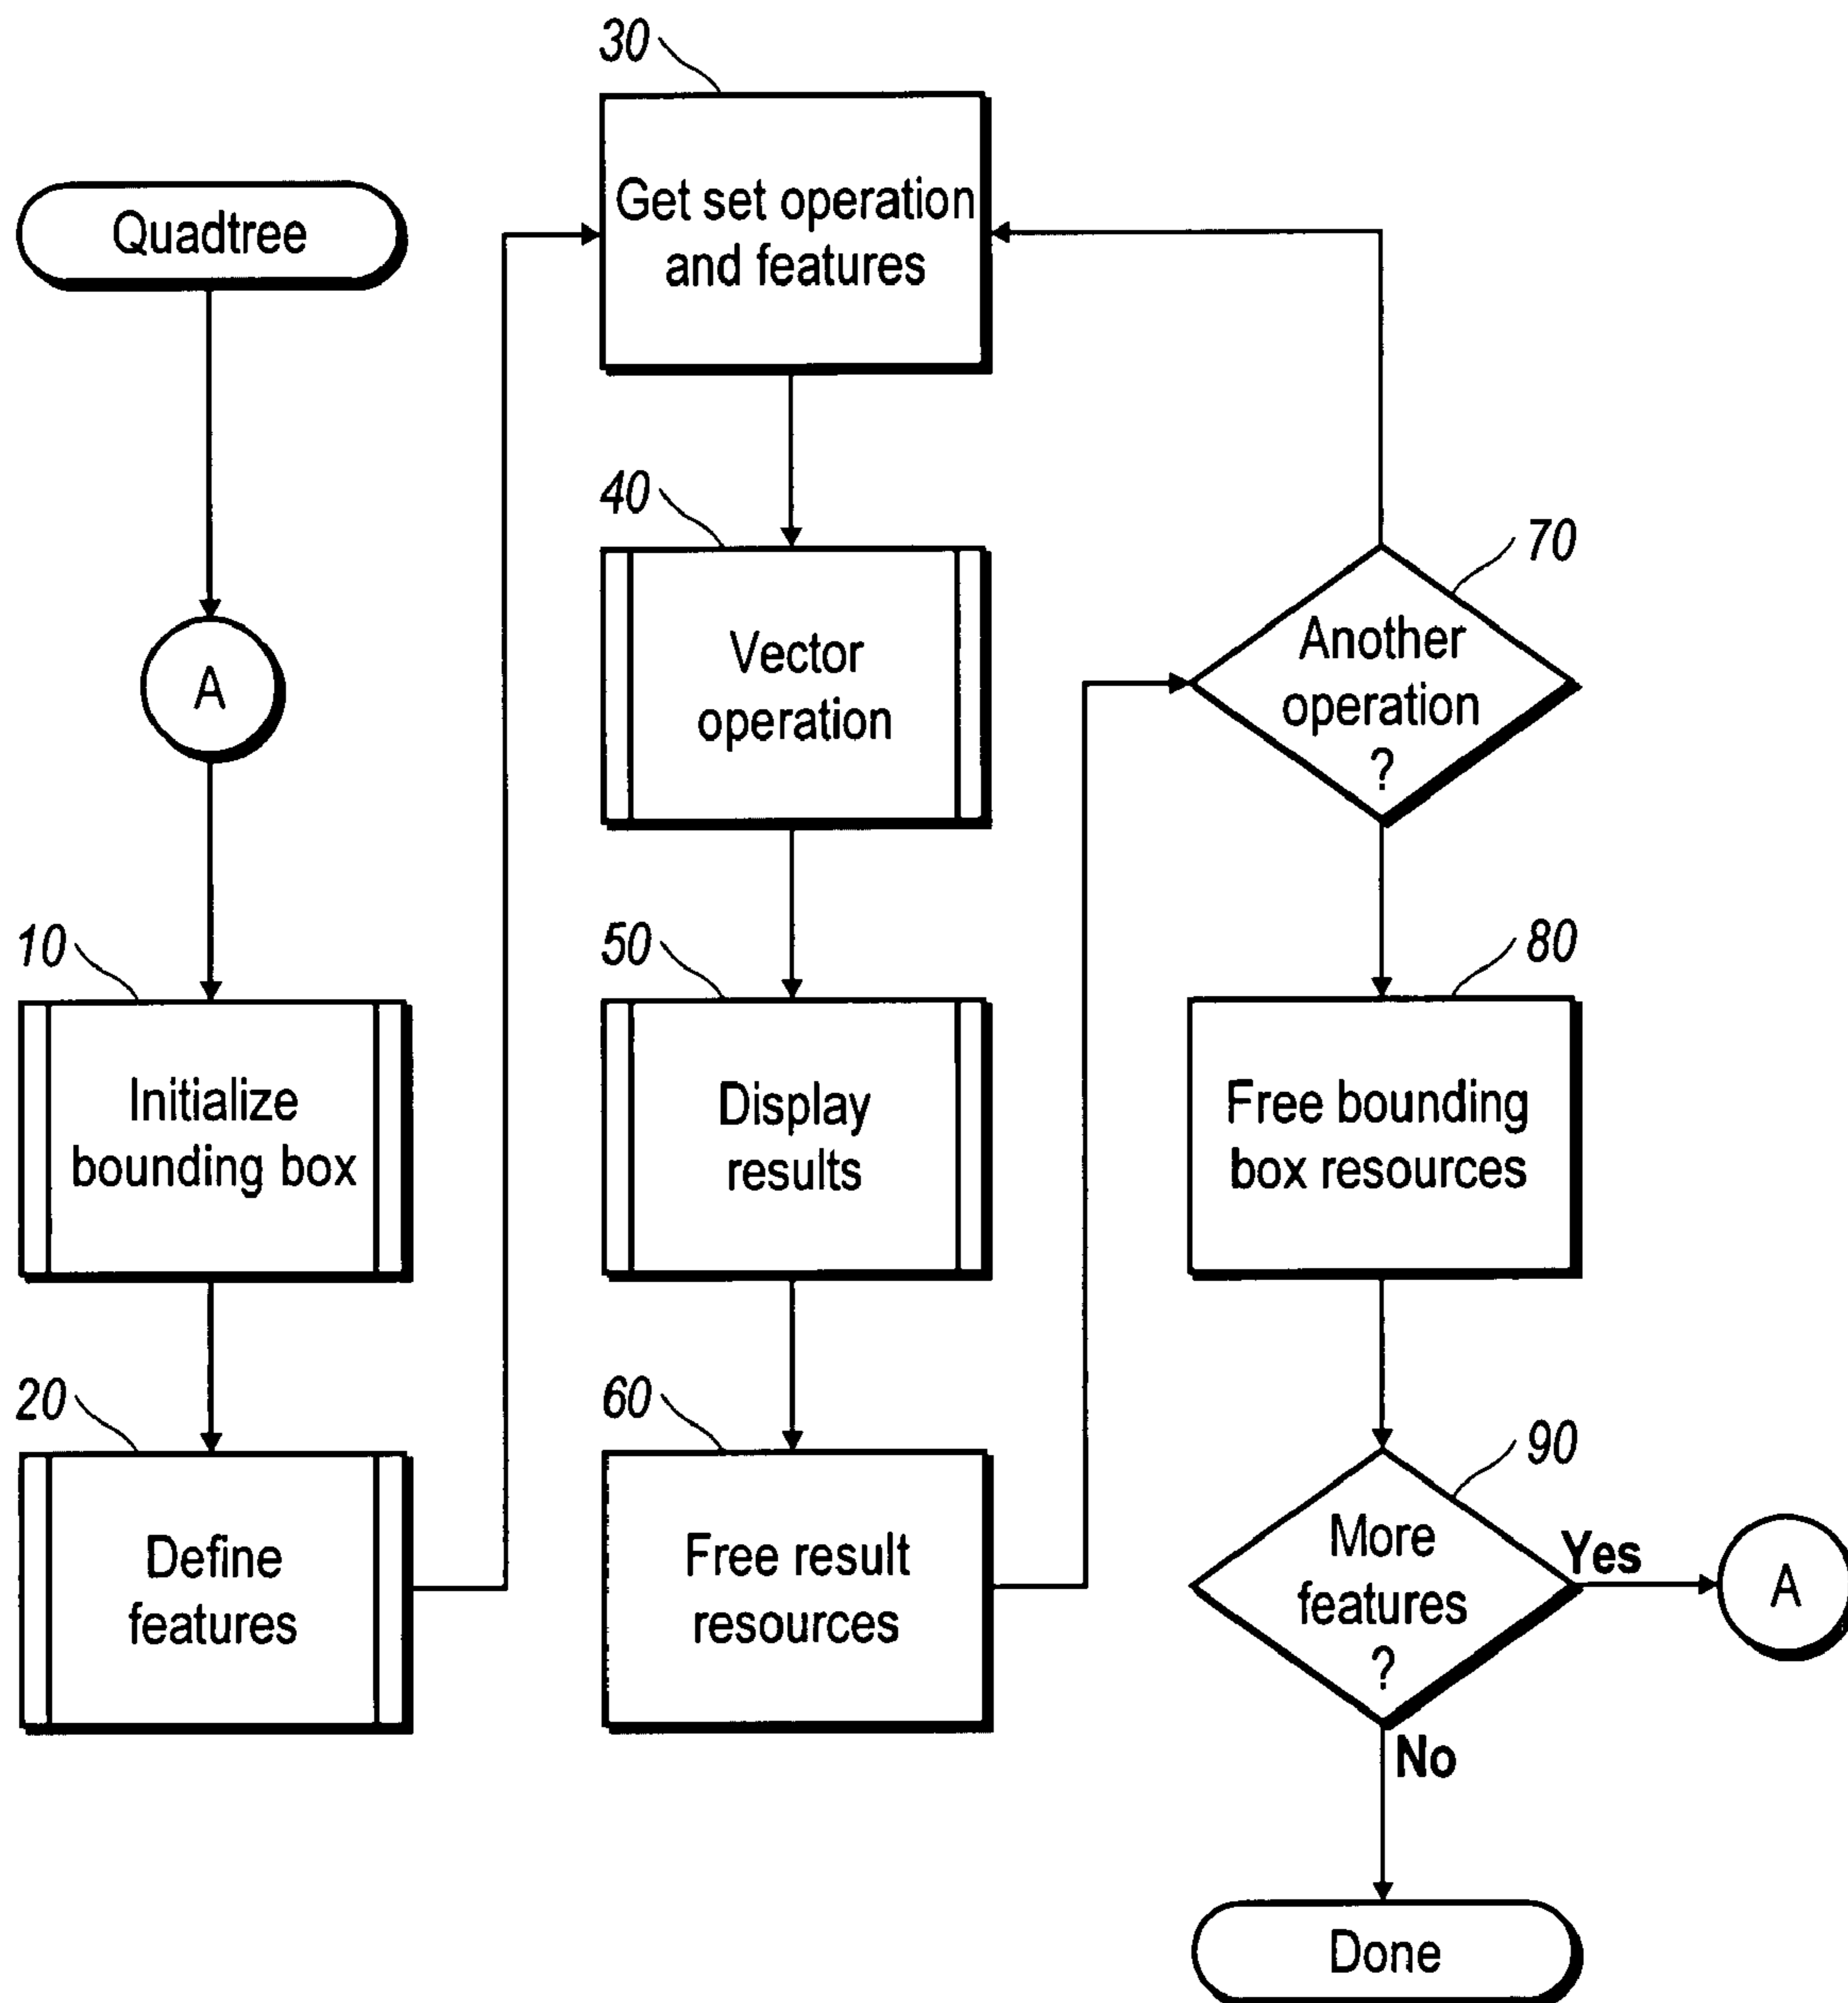 Quadtree
A
10
Initialize
bounding box
20
Define
features
30
Get set operation
and features
40
Vector
operation
50
Display
results
60
Free result
resources
70
Another
operation
?
80
Free bounding
box resources
90
More
features
?
Yes
A
No
Done